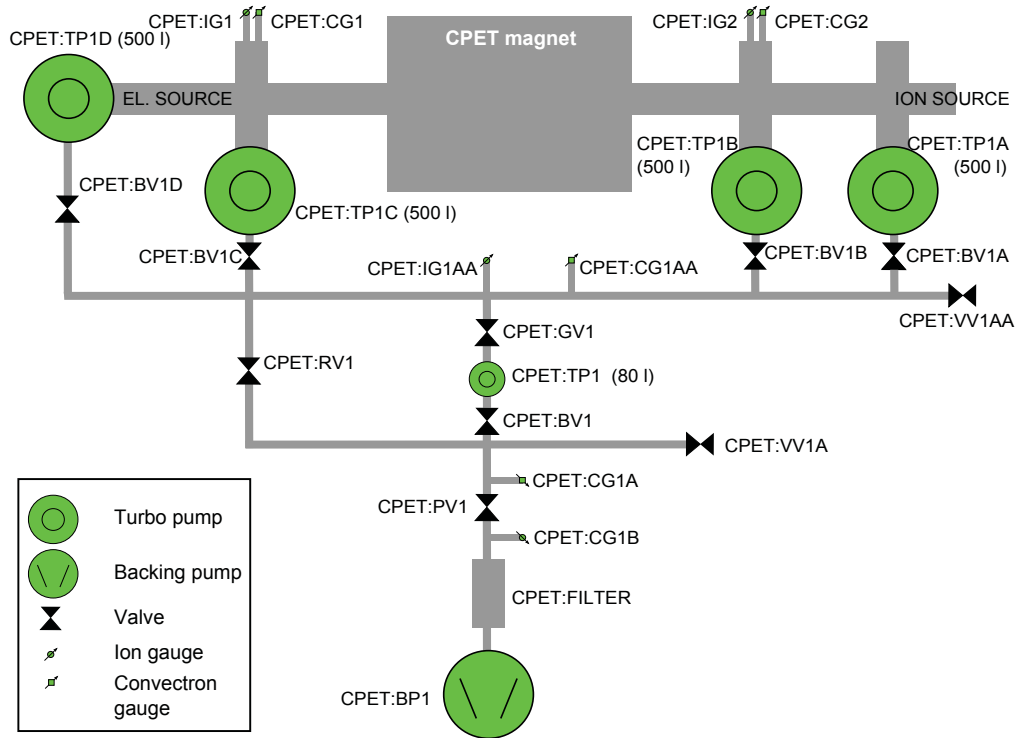 CPET:IG1
CPET:CG1
CPET:IG2
CPET:CG2
CPET:TP1D (500 l)
CPET magnet
EL. SOURCE
ION SOURCE
CPET:TP1B
(500 l)
CPET:TP1A
(500 l)
CPET:BV1D
CPET:TP1C (500 l)
CPET:BV1C
CPET:IG1AA
CPET:CG1AA
CPET:BV1B
CPET:BV1A
CPET:VV1AA
CPET:GV1
CPET:RV1
CPET:TP1 (80 l)
CPET:BV1
CPET:VV1A
CPET:CG1A
CPET:PV1
CPET:CG1B
CPET:FILTER
CPET:BP1
Turbo pump
Backing pump
Valve
Ion gauge
Convectron
gauge